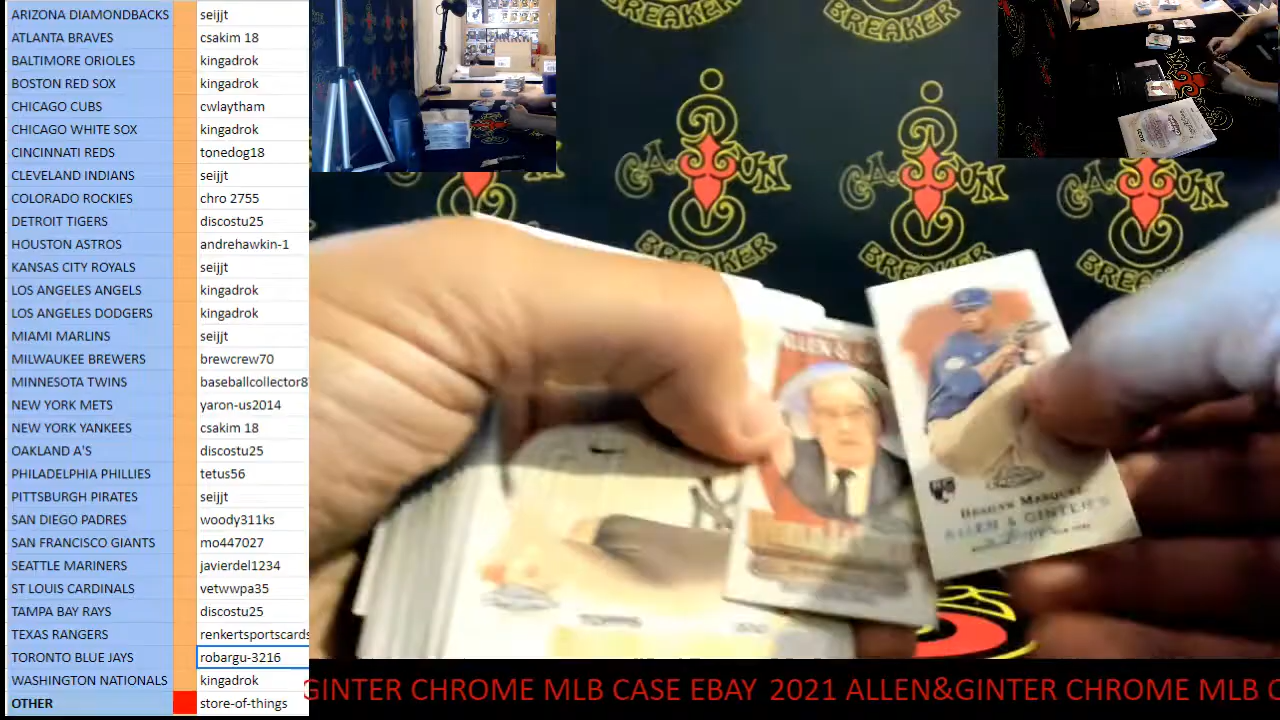 ARIZONA DIAMONDBACKS seijjt
ATLANTA BRAVES csakim 18
BALTIMORE ORIOLES kingadrok
BOSTON RED SOX kingadrok
CHICAGO CUBS cwlaytham
CHICAGO WHITE SOX kingadrok
CINCINNATI REDS tonedog18
CLEVELAND INDIANS seijjt
COLORADO ROCKIES chro 2755
DETROIT TIGERS discostu25
HOUSTON ASTROS andrehawkin-1
KANSAS CITY ROYALS seijjt
LOS ANGELES ANGELS kingadrok
LOS ANGELES DODGERS kingadrok
MIAMI MARLINS seijjt
MILWAUKEE BREWERS brewcrew70
MINNESOTA TWINS baseballcollector8
NEW YORK METS yaron-us2014
NEW YORK YANKEES csakim 18
OAKLAND A'S discostu25
PHILADELPHIA PHILLIES tetus56
PITTSBURGH PIRATES seijjt
SAN DIEGO PADRES woody311ks
SAN FRANCISCO GIANTS mo447027
SEATTLE MARINERS javierdel1234
ST LOUIS CARDINALS vetwwpa35
TAMPA BAY RAYS discostu25
TEXAS RANGERS renkertsportscards
TORONTO BLUE JAYS robargu-3216
WASHINGTON NATIONALS kingadrok
OTHER store-of-things
BREAKER
BREAKER
BREAKER
BREAKER
BREAKER
ALLEN &
TOPPS
ALLEN & GINTER'S
GINTER CHROME MLB CASE EBAY 2021 ALLEN&GINTER CHROME MLB C